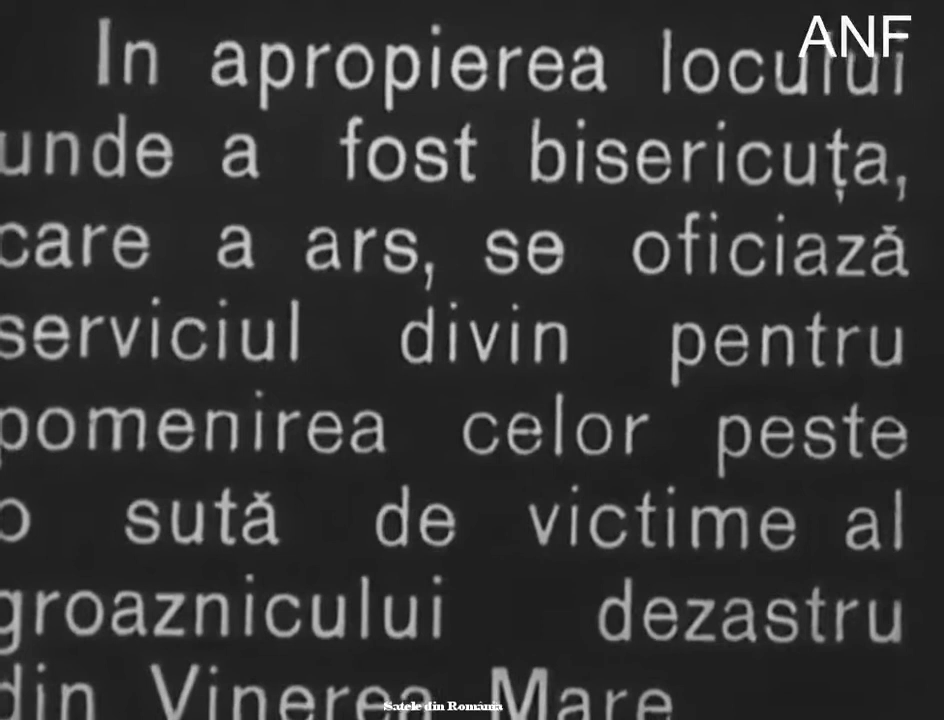 ANF
In apropierea locului
unde a fost bisericuța,
care a ars, se oficiază
serviciul divin pentru
pomenirea celor peste
o sută de victime al
groaznicului dezastru
din Vinerea Mare
Satele din România